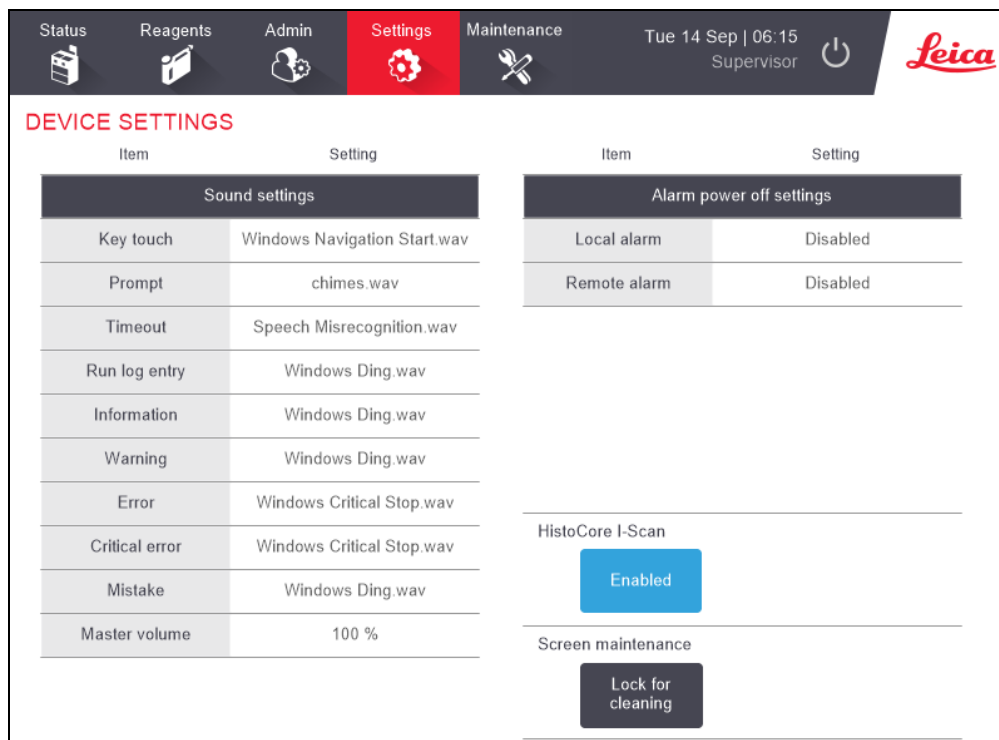 Status Reagents Admin Settings Maintenance Tue 14 Sep | 06:15
Supervisor
Leica
DEVICE SETTINGS
Item Setting
Sound settings
Key touch Windows Navigation Start.wav
Prompt chimes.wav
Timeout Speech Misrecognition.wav
Run log entry Windows Ding.wav
Information Windows Ding.wav
Warning Windows Ding.wav
Error Windows Critical Stop.wav
Critical error Windows Critical Stop.wav
Mistake Windows Ding.wav
Master volume 100 %
Item Setting
Alarm power off settings
Local alarm Disabled
Remote alarm Disabled
HistoCore I-Scan
Enabled
Screen maintenance
Lock for
cleaning